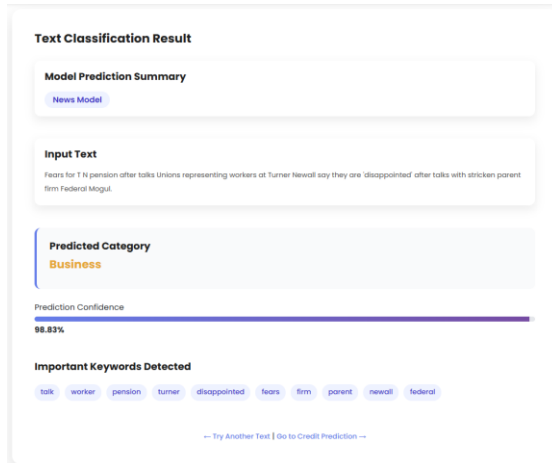 Text Classification Result
Model Prediction Summary
News Model
Input Text
Fears for T N pension after talks Unions representing workers at Turner Newall say they are 'disappointed' after talks with stricken parent
firm Federal Mogul.
Predicted Category
Business
Prediction Confidence
98.83%
Important Keywords Detected
talk worker pension turner disappointed fears firm parent newall federal
← Try Another Text | Go to Credit Prediction →